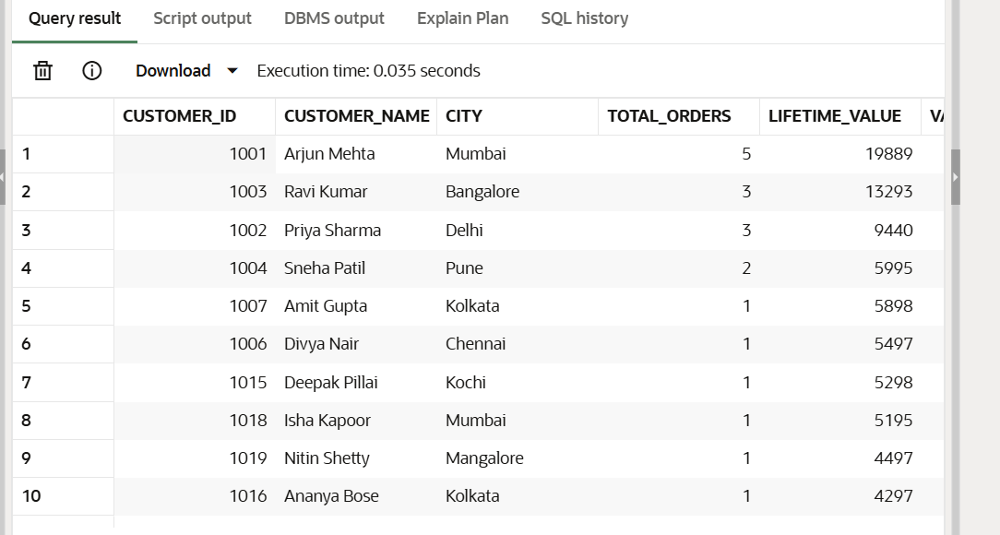 Query result Script output DBMS output Explain Plan SQL history
Download Execution time: 0.035 seconds
CUSTOMER_ID CUSTOMER_NAME CITY TOTAL_ORDERS LIFETIME_VALUE
1 1001 Arjun Mehta Mumbai 5 19889
2 1003 Ravi Kumar Bangalore 3 13293
3 1002 Priya Sharma Delhi 3 9440
4 1004 Sneha Patil Pune 2 5995
5 1007 Amit Gupta Kolkata 1 5898
6 1006 Divya Nair Chennai 1 5497
7 1015 Deepak Pillai Kochi 1 5298
8 1018 Isha Kapoor Mumbai 1 5195
9 1019 Nitin Shetty Mangalore 1 4497
10 1016 Ananya Bose Kolkata 1 4297